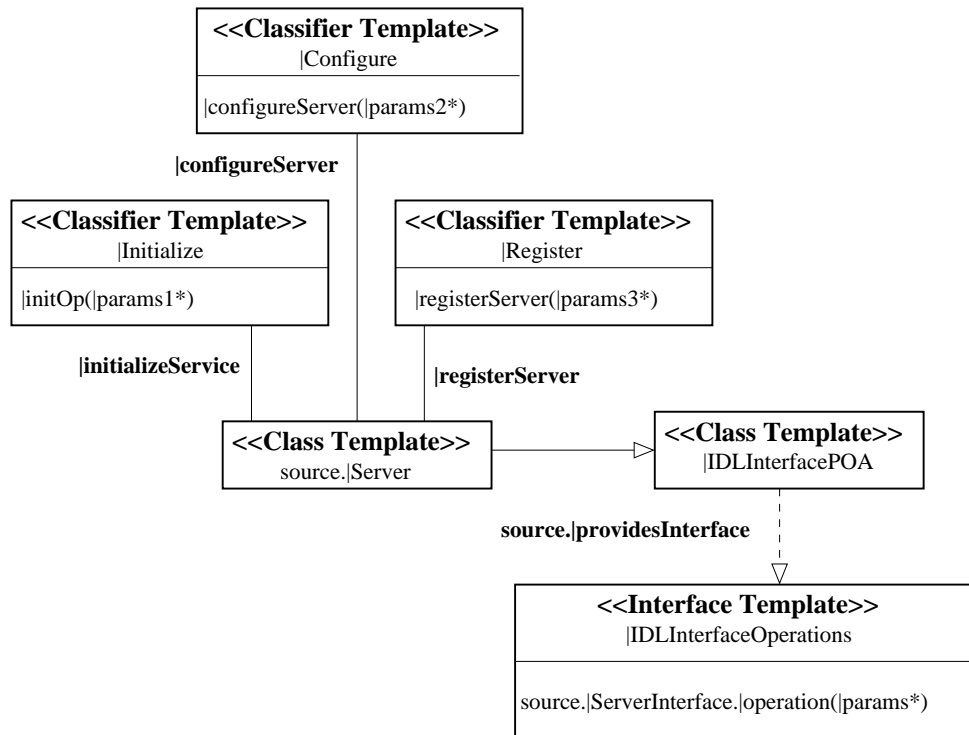 <<Classifier Template>>
|Configure
|configureServer(|params2*)
|configureServer
<<Classifier Template>>
|Initialize
|initOp(|params1*)
<<Classifier Template>>
|Register
|registerServer(|params3*)
|initializeService
|registerServer
<<Class Template>>
source.|Server
<<Class Template>>
|IDLInterfacePOA
source.|providesInterface
<<Interface Template>>
|IDLInterfaceOperations
source.|ServerInterface.|operation(|params*)